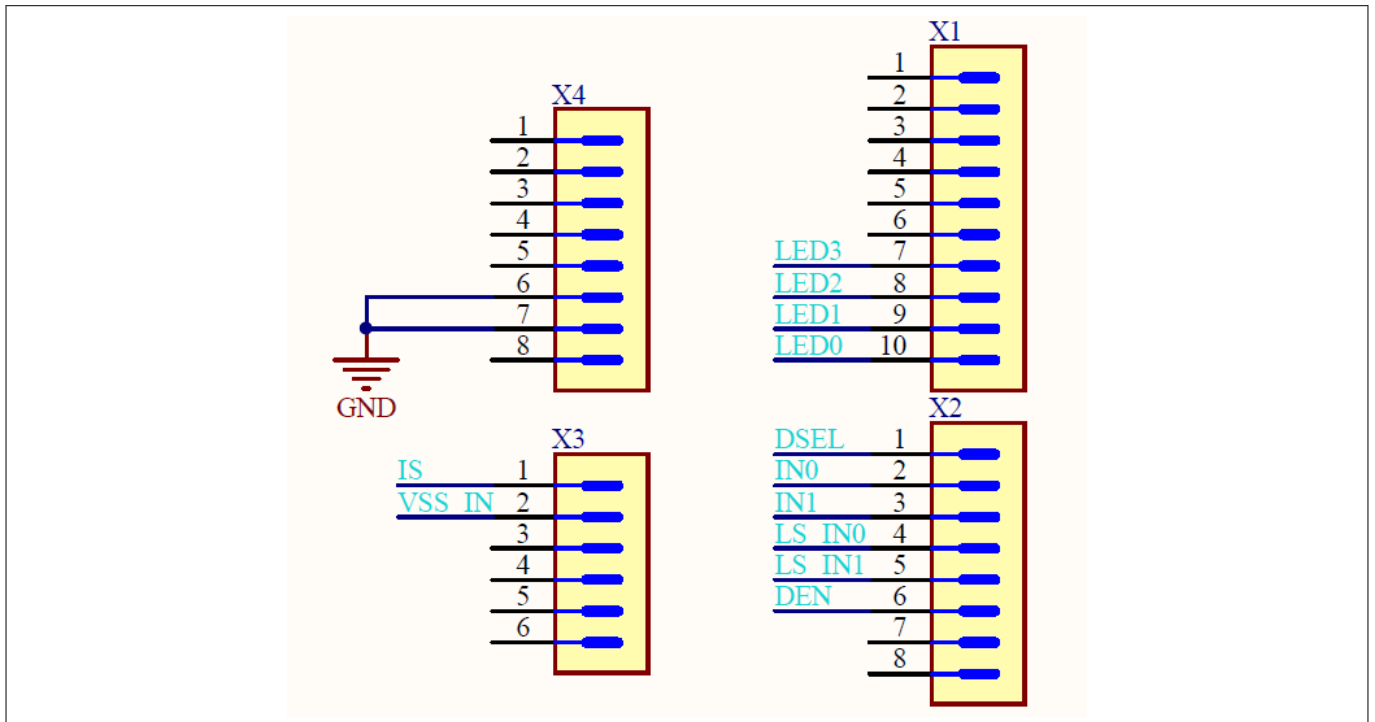 X4
1
2
3
4
5
6
7
8
GND
X1
1
2
3
4
5
6
LED3 7
LED2 8
LED1 9
LED0 10
X3
IS 1
VSS_IN 2
3
4
5
6
X2
DSEL 1
IN0 2
IN1 3
LS_IN0 4
LS_IN1 5
DEN 6
7
8